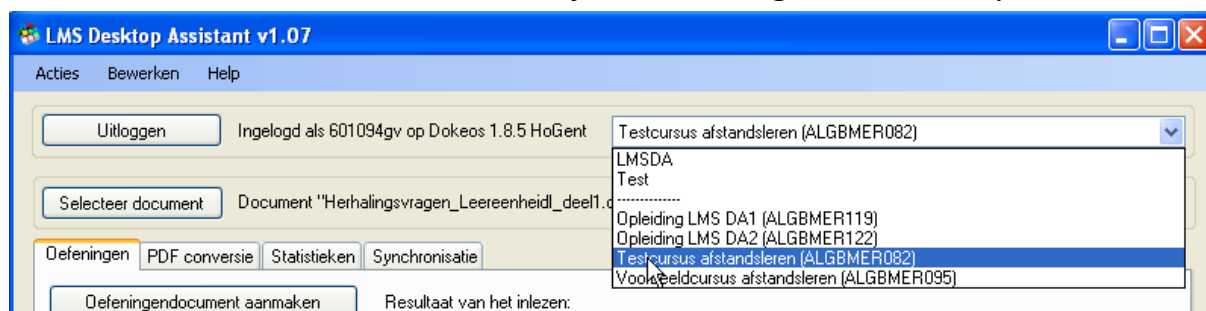 LMS Desktop Assistant v1.07
Acties Bewerken Help
Uitloggen Ingelogd als 601094gv op Dokeos 1.8.5 HoGent Testcursus afstandsleren (ALGBMER082)
LMSDA
Test
--------------
Selecteer document Document "Herhalingsvragen_LeereenheidI_deel1.
Opleiding LMS DA1 (ALGBMER119)
Opleiding LMS DA2 (ALGBMER122)
Testcursus afstandsleren (ALGBMER082)
Voorbeeldcursus afstandsleren (ALGBMER095)
Oefeningen PDF conversie Statistieken Synchronisatie
Oefeningendocument aanmaken Resultaat van het inlezen: